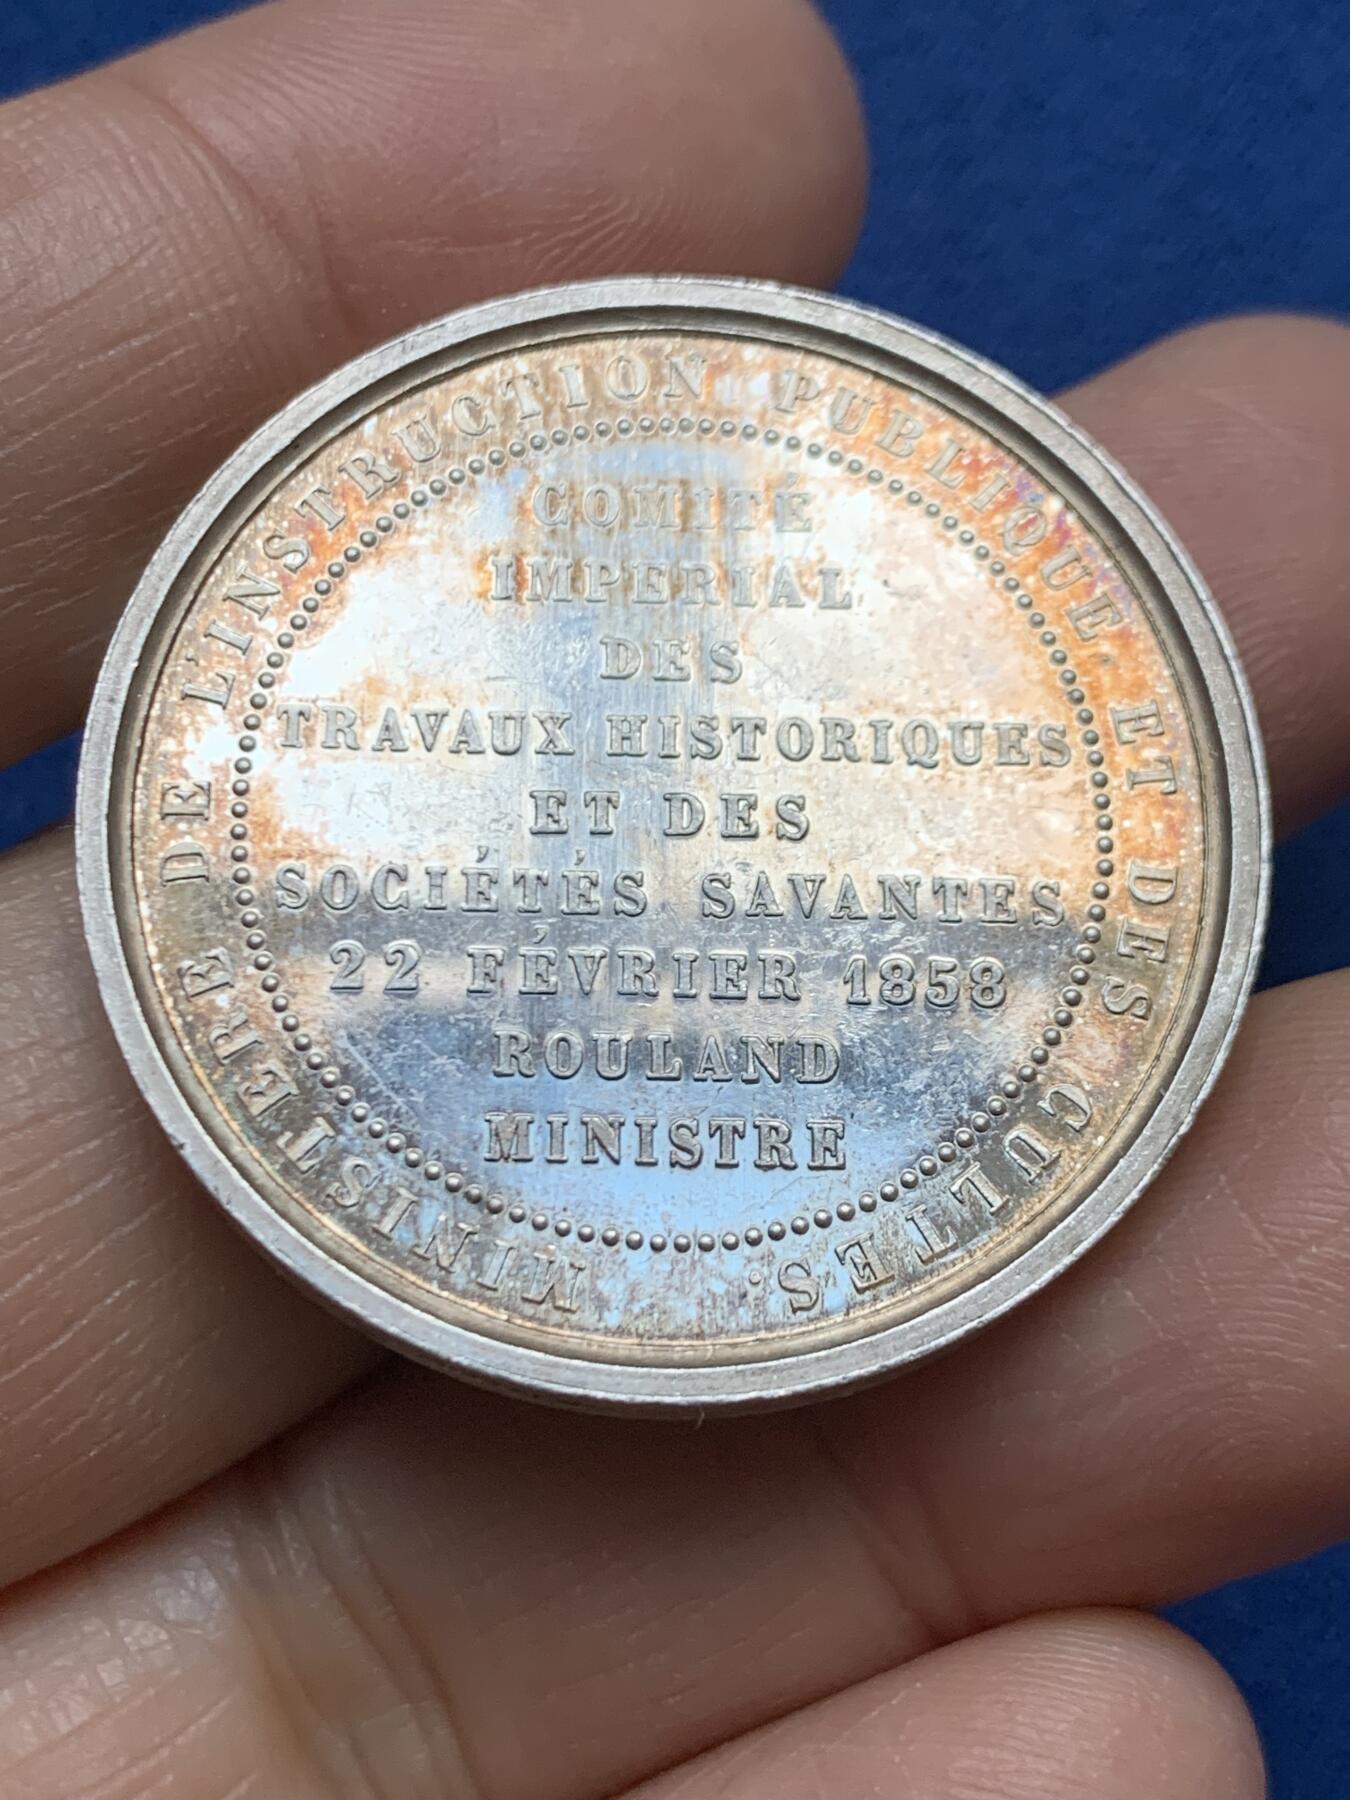 MINISTERE DE L'INSTRUCTION PUBLIQUE ET DES CULTES.
COMITÉ
IMPERIAL
DES
TRAVAUX HISTORIQUES
ET DES
SOCIÉTÉS SAVANTES
22 FÉVRIER 1858
ROULAND
MINISTRE